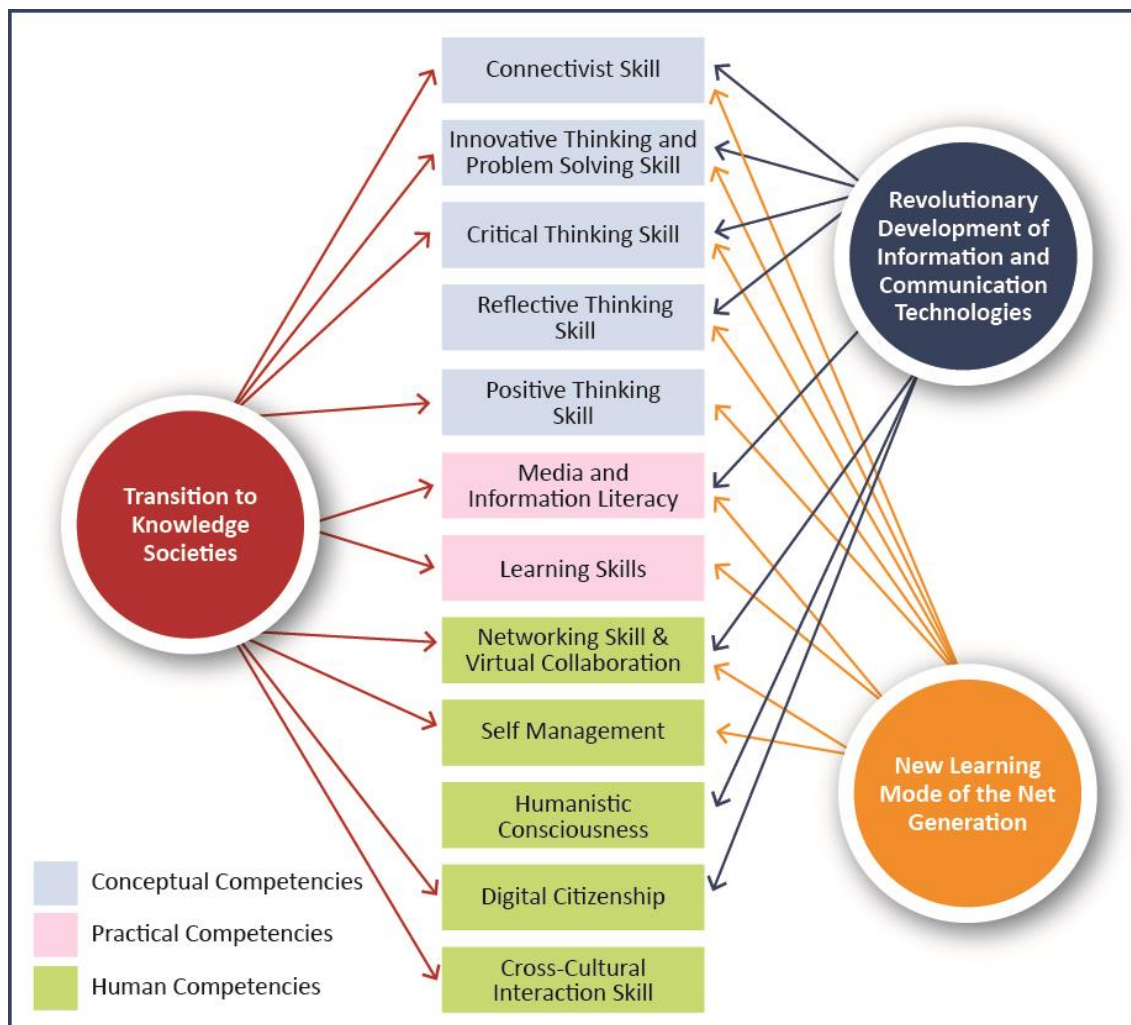 Connectivist Skill
Innovative Thinking and
Problem Solving Skill
Critical Thinking Skill
Reflective Thinking
Skill
Positive Thinking
Skill
Media and
Information Literacy
Learning Skills
Networking Skill &
Virtual Collaboration
Self Management
Humanistic
Consciousness
Digital Citizenship
Cross-Cultural
Interaction Skill
Transition to
Knowledge
Societies
Revolutionary
Development of
Information and
Communication
Technologies
New Learning
Mode of the Net
Generation
Conceptual Competencies
Practical Competencies
Human Competencies